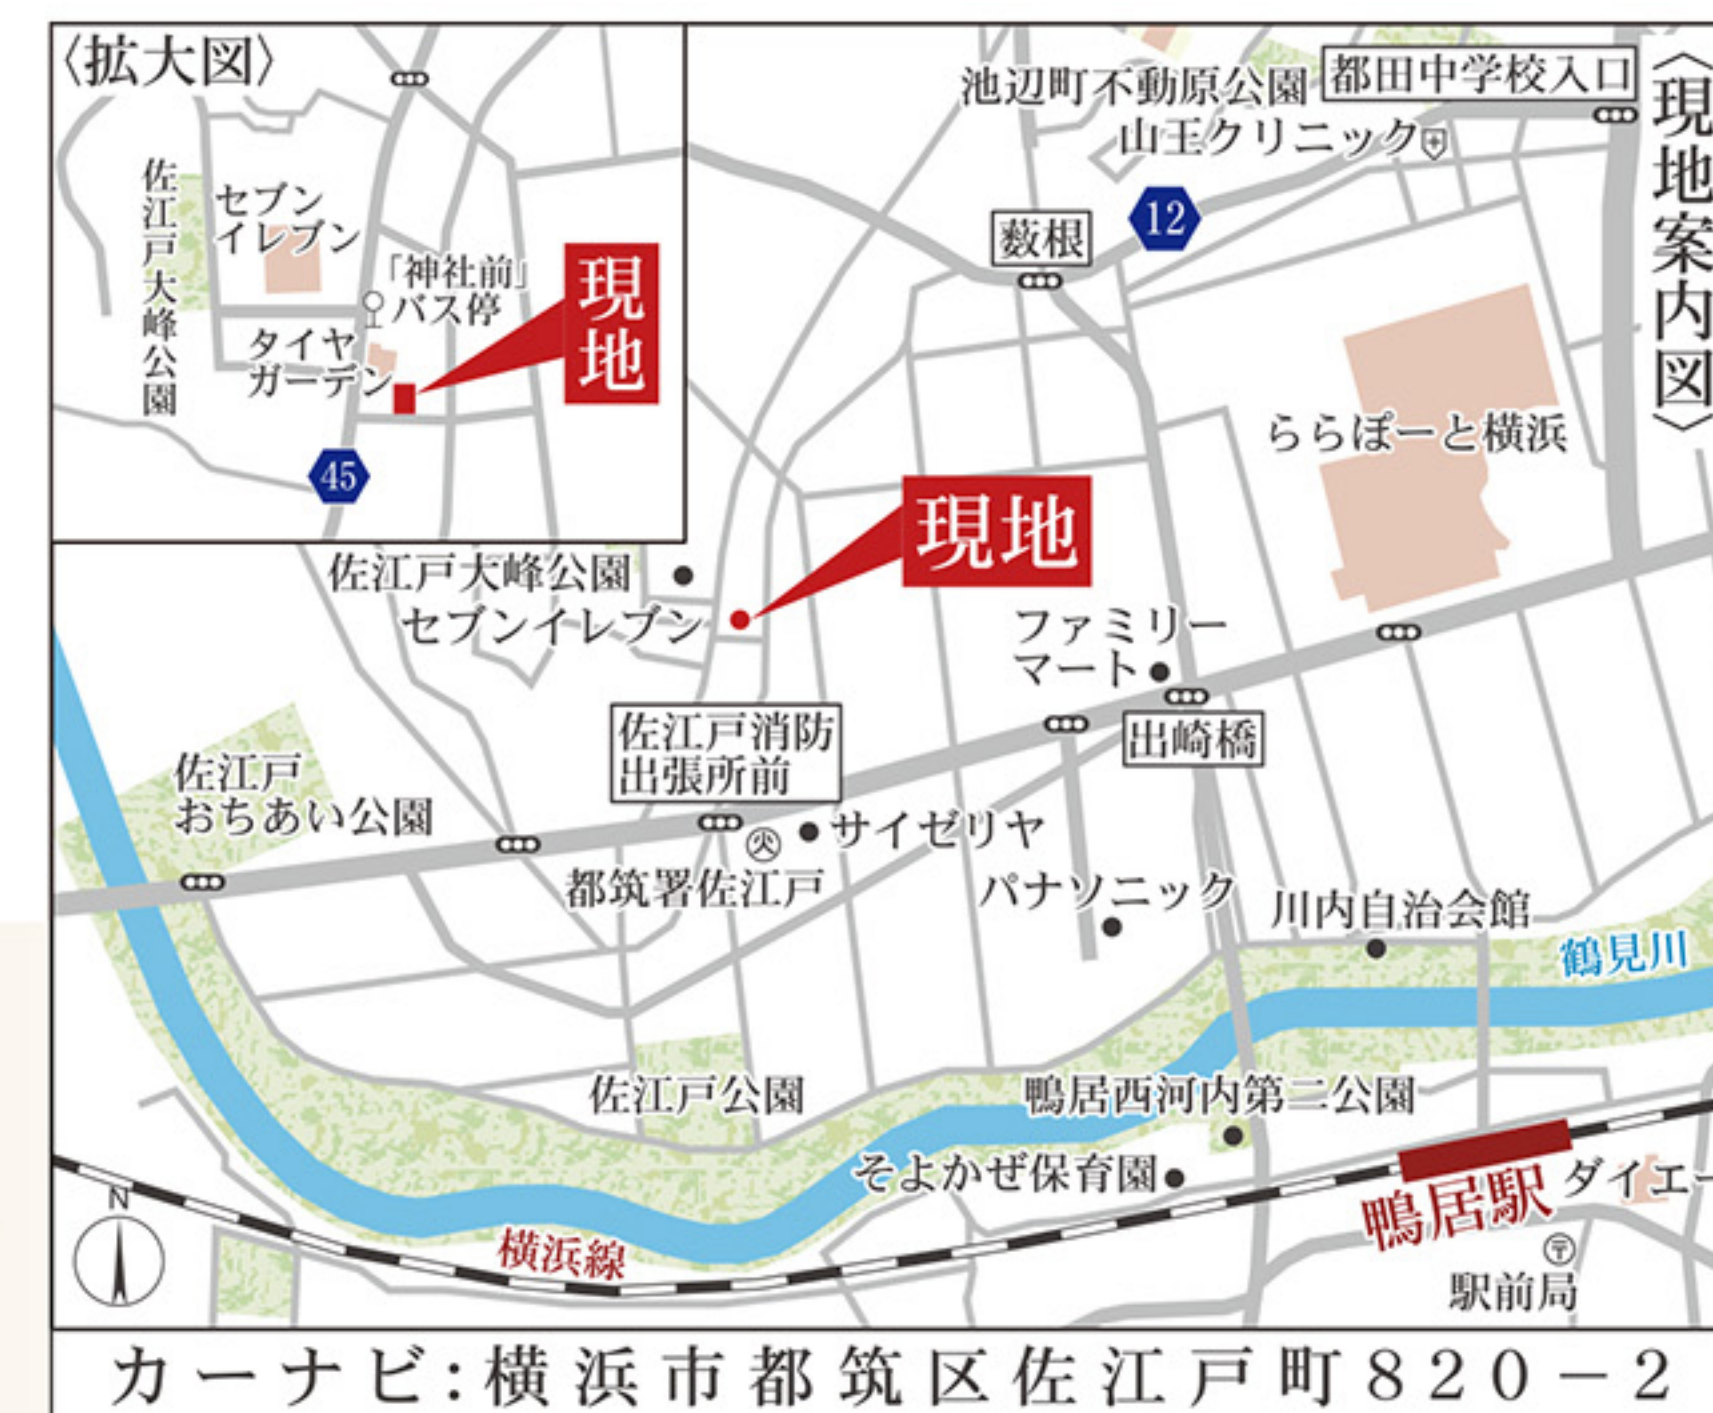 〈拡大図〉
佐江戸大峰公園
セブン
イレブン
「神社前」
バス停
タイヤ
ガーデン
現地
45
〈現地案内図〉
池辺町不動原公園
都田中学校入口
山王クリニック
12
薮根
ららぽーと横浜
現地
佐江戸大峰公園
セブンイレブン
ファミリー
マート
佐江戸消防
出張所前
出崎橋
佐江戸
おちあい公園
サイゼリヤ
都筑署佐江戸
パナソニック
川内自治会館
鶴見川
佐江戸公園
鴨居西河内第二公園
そよかぜ保育園
鴨居駅
ダイエー
横浜線
駅前局
N
カーナビ:横浜市都筑区佐江戸町820-2